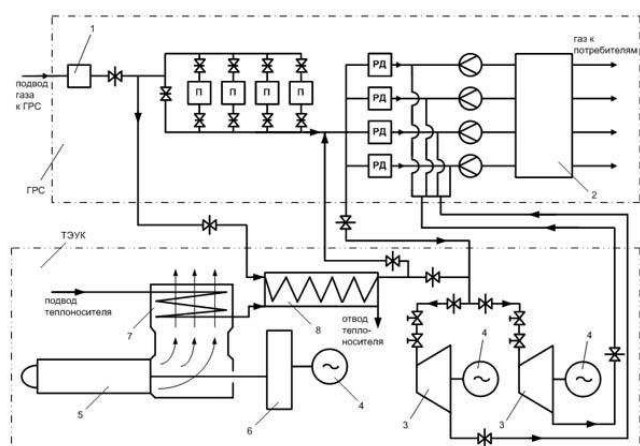 1
подвод
газа
к ГРС
П
П
П
П
РД
РД
РД
РД
газ к
потребителям
2
ГРС
ТЭУК
подвод
теплоносителя
7
8
отвод
тепло-
носителя
5
6
4
4
4
3
3